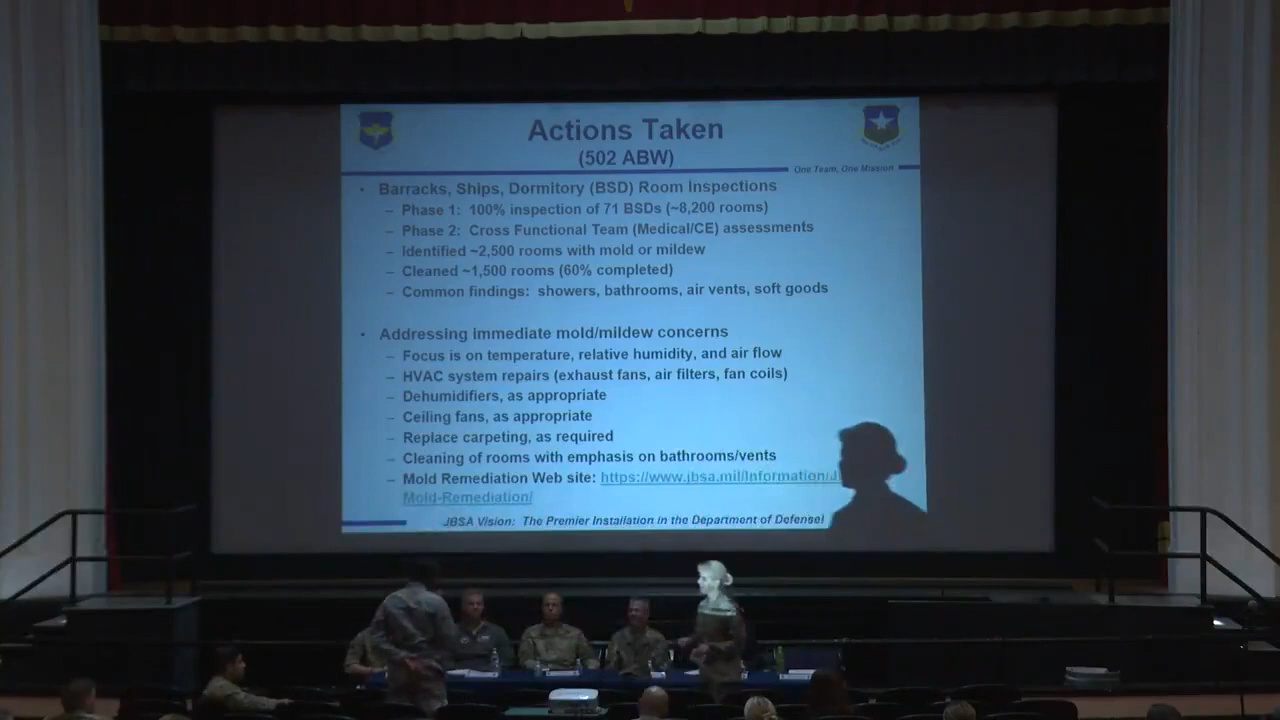 Actions Taken
(502 ABW)
One Team, One Mission
• Barracks, Ships, Dormitory (BSD) Room Inspections
– Phase 1: 100% inspection of 71 BSDs (~8,200 rooms)
– Phase 2: Cross Functional Team (Medical/CE) assessments
– Identified ~2,500 rooms with mold or mildew
– Cleaned ~1,500 rooms (60% completed)
– Common findings: showers, bathrooms, air vents, soft goods
• Addressing immediate mold/mildew concerns
– Focus is on temperature, relative humidity, and air flow
– HVAC system repairs (exhaust fans, air filters, fan coils)
– Dehumidifiers, as appropriate
– Ceiling fans, as appropriate
– Replace carpeting, as required
– Cleaning of rooms with emphasis on bathrooms/vents
– Mold Remediation Web site: https://www.jbsa.mil/Information/J
Mold-Remediation/
JBSA Vision: The Premier Installation in the Department of Defense!